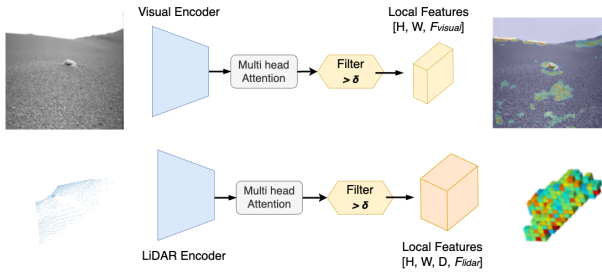 Visual Encoder
Local Features
[H, W, Fvisual]
Multi head
Attention
Filter
> δ
Multi head
Attention
Filter
> δ
LiDAR Encoder
Local Features
[H, W, D, Flidar]